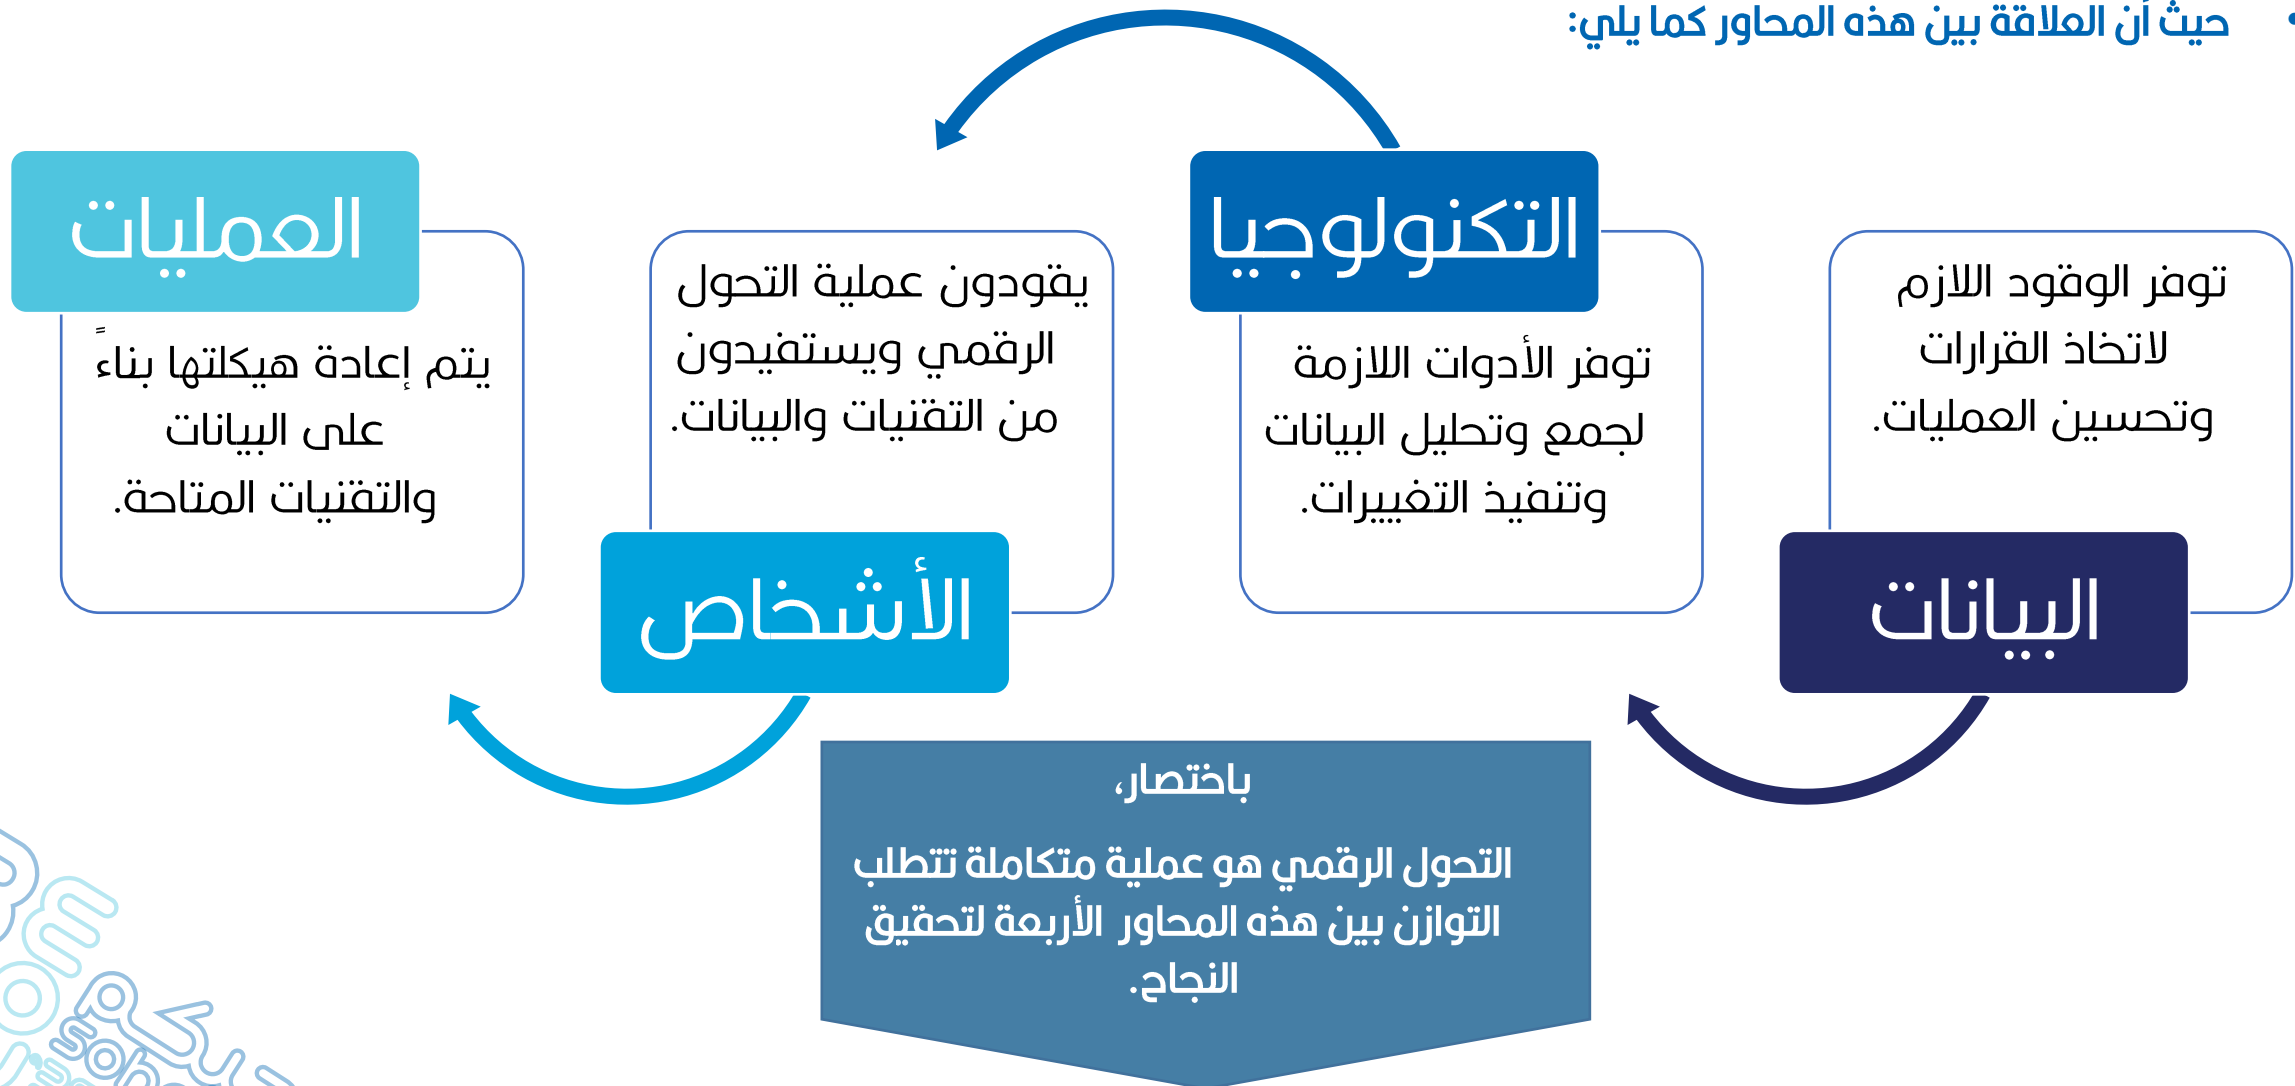 • حيث أن العلاقة بين هذه المحاور كما يلي:
توفر الوقود اللازم
لاتخاذ القرارات
وتحسين العمليات.
البيانات
التكنولوجيا
توفر الأدوات اللازمة
لجمع وتحليل البيانات
وتنفيذ التغييرات.
يقودون عملية التحول
الرقمي ويستفيدون
من التقنيات والبيانات.
الأشخاص
العمليات
يتم إعادة هيكلتها بناءً
على البيانات
والتقنيات المتاحة.
باختصار،
التحول الرقمي هو عملية متكاملة تتطلب
التوازن بين هذه المحاور الأربعة لتحقيق
النجاح.